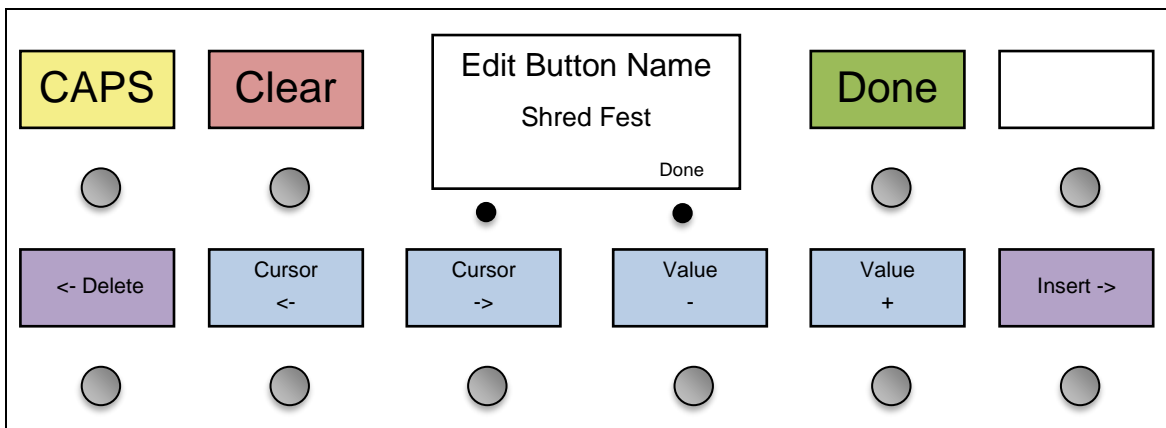 CAPS
Clear
Edit Button Name
Shred Fest
Done
Done
<- Delete
Cursor
<-
Cursor
->
Value
-
Value
+
Insert ->